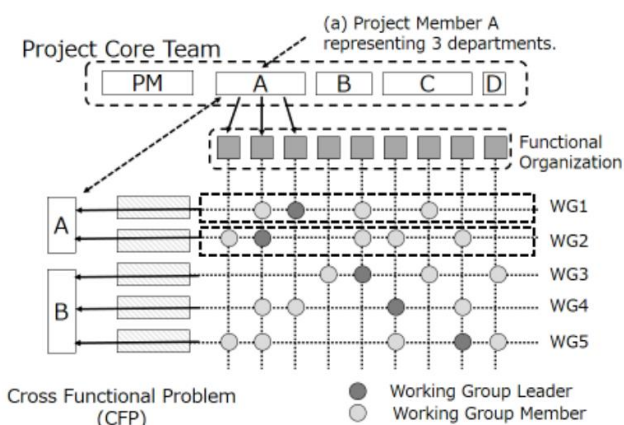 (a) Project Member A
representing 3 departments.
Project Core Team
PM A B C D
Functional
Organization
WG1
A
WG2
WG3
B
WG4
WG5
Cross Functional Problem
(CFP)
Working Group Leader
Working Group Member